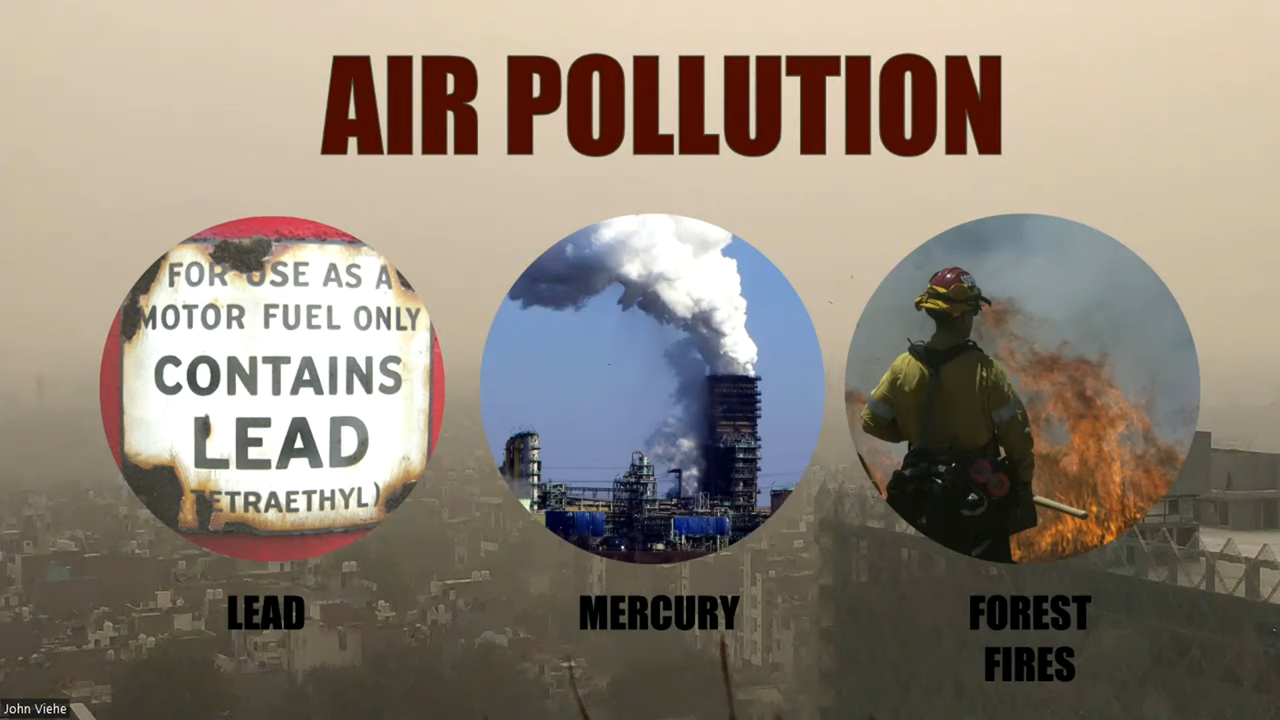 AIR POLLUTION
FOR USE AS A
MOTOR FUEL ONLY
CONTAINS
LEAD
TETRAETHYL)
LEAD
MERCURY
FOREST
FIRES
John Viehe